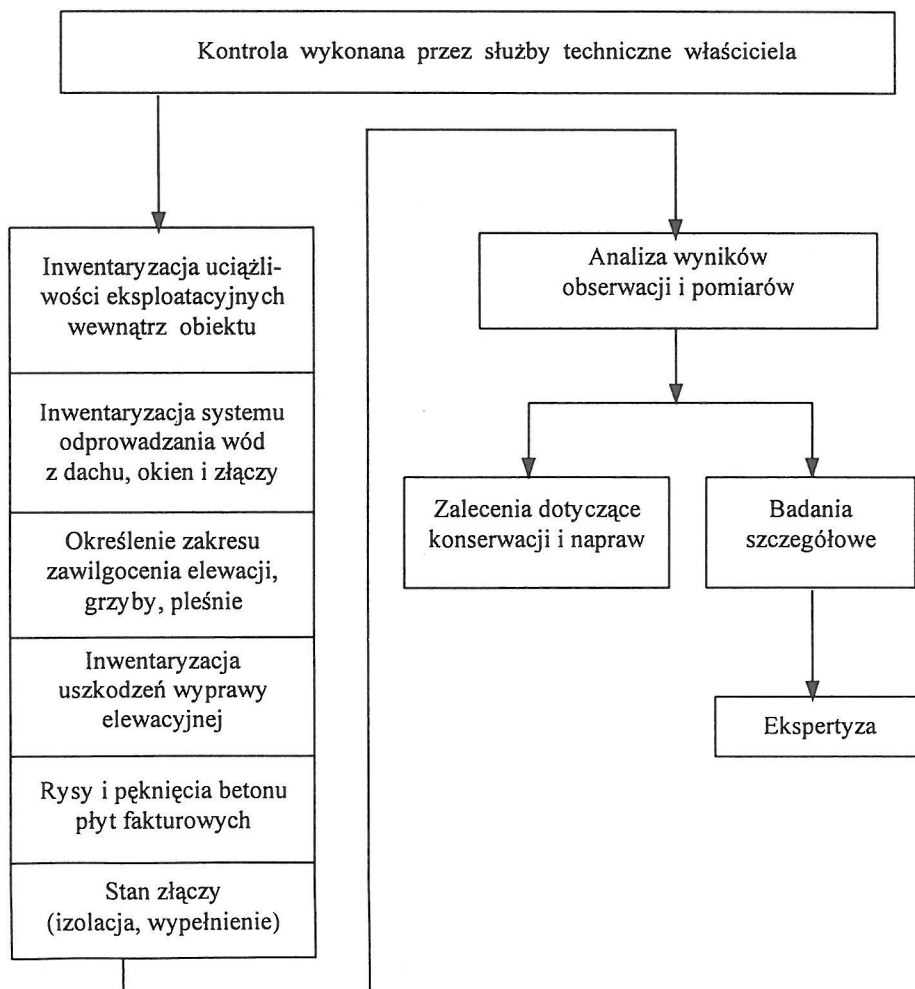 Kontrola wykonana przez służby techniczne właściciela
Inwentaryzacja uciążli-
wości eksploatacyjnych
wewnątrz obiektu
Inwentaryzacja systemu
odprowadzania wód
z dachu, okien i złączy
Określenie zakresu
zawilgocenia elewacji,
grzyby, pleśnie
Inwentaryzacja
uszkodzeń wyprawy
elewacyjnej
Rysy i pęknięcia betonu
płyt fakturowych
Stan złączy
(izolacja, wypełnienie)
Analiza wyników
obserwacji i pomiarów
Zalecenia dotyczące
konserwacji i napraw
Badania
szczegółowe
Ekspertyza